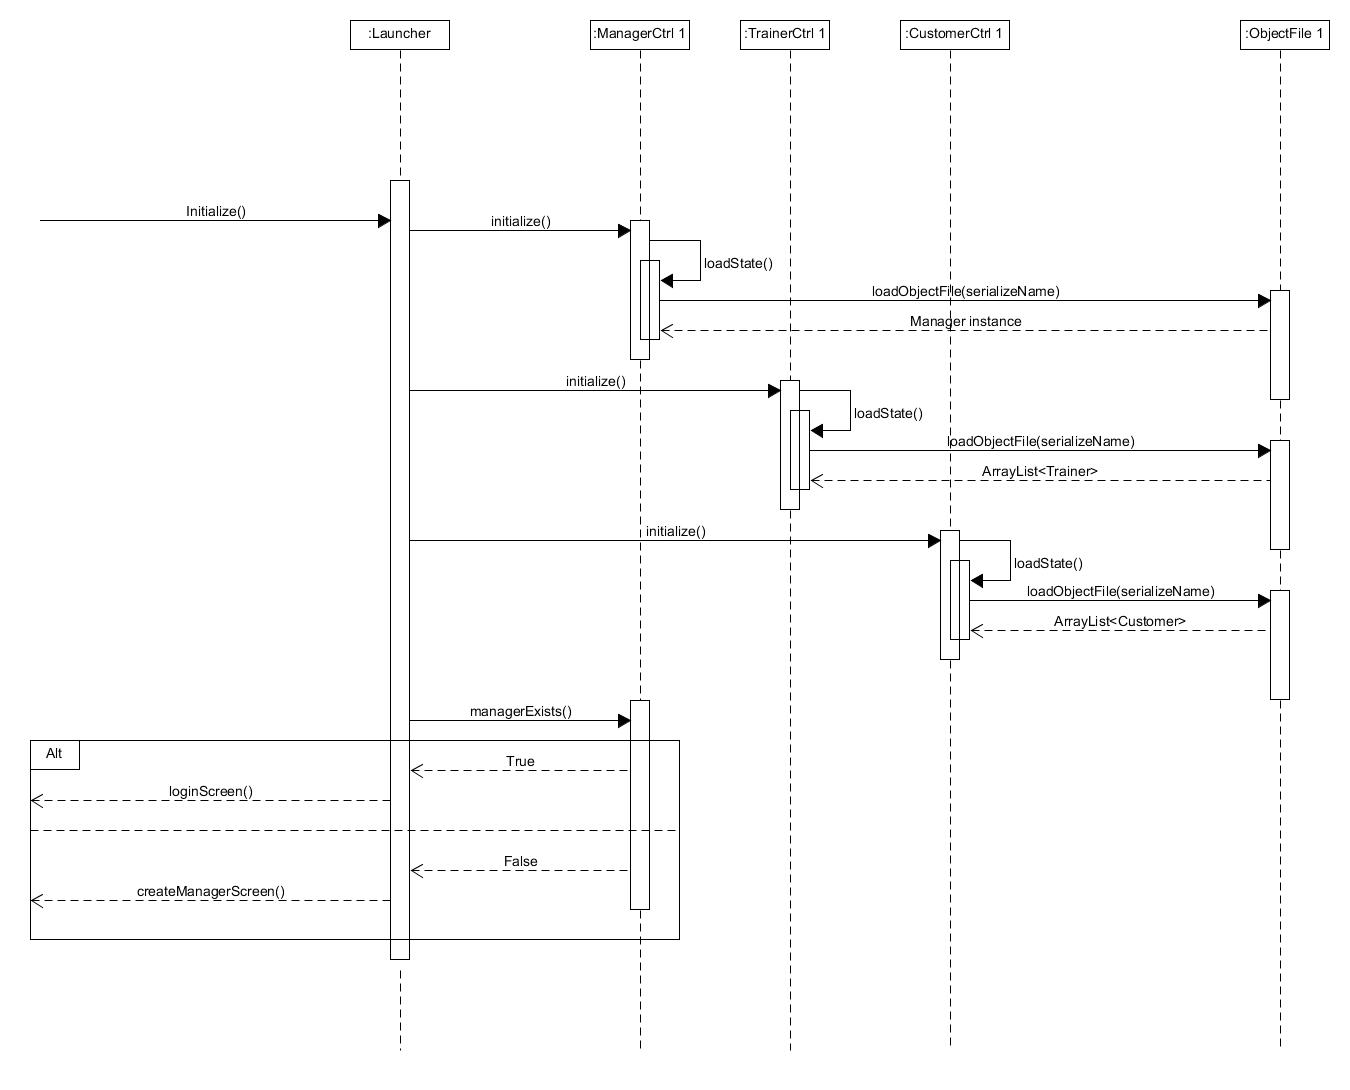 :Launcher
:ManagerCtrl 1
:TrainerCtrl 1
:CustomerCtrl 1
:ObjectFile 1
Initialize()
initialize()
loadState()
loadObjectFile(serializeName)
Manager instance
initialize()
loadState()
loadObjectFile(serializeName)
ArrayList<Trainer>
initialize()
loadState()
loadObjectFile(serializeName)
ArrayList<Customer>
managerExists()
Alt
True
loginScreen()
False
createManagerScreen()